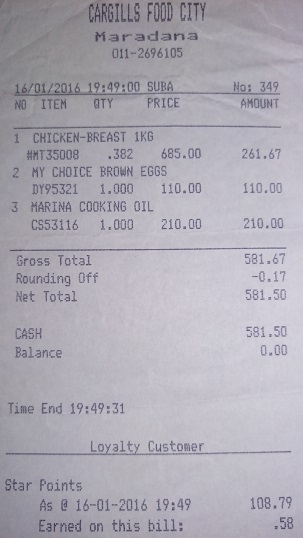 CARGILLS FOOD CITY
Maradana
011-2696105
16/01/2016 19:49:00 SUBA No: 349
NO ITEM QTY PRICE AMOUNT
1 CHICKEN-BREAST 1KG
#MT35008 .382 685.00 261.67
2 MY CHOICE BROWN EGGS
DY95321 1.000 110.00 110.00
3 MARINA COOKING OIL
CS53116 1.000 210.00 210.00
Gross Total 581.67
Rounding Off -0.17
Net Total 581.50
CASH 581.50
Balance 0.00
Time End 19:49:31
Loyalty Customer
Star Points
As @ 16-01-2016 19:49 108.79
Earned on this bill: .58